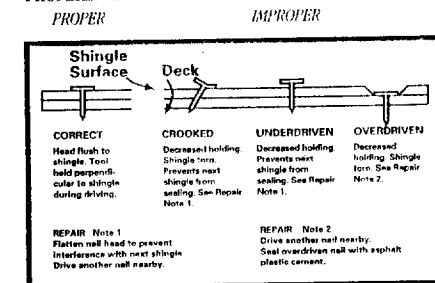 PROPER IMPROPER
Shingle
Surface Deck
CORRECT
Head flush to
shingle. Tool
held perpendi-
cular to shingle
during driving.
CROOKED
Decreased holding.
Shingle torn.
Prevents next
shingle from
sealing. See Repair
Note 1.
UNDERDRIVEN
Decreased holding.
Prevents next
shingle from
sealing. See Repair
Note 1.
OVERDRIVEN
Decreased
holding. Shingle
torn. See Repair
Note 2.
REPAIR Note 1
Flatten nail head to prevent
interference with next shingle
Drive another nail nearby.
REPAIR Note 2
Drive another nail nearby.
Seal overdriven nail with asphalt
plastic cement.